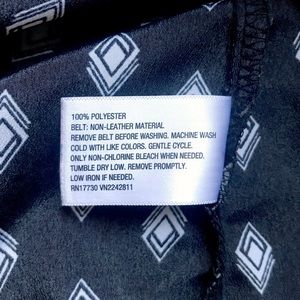 100% POLYESTER
BELT: NON-LEATHER MATERIAL
REMOVE BELT BEFORE WASHING. MACHINE WASH
COLD WITH LIKE COLORS. GENTLE CYCLE.
ONLY NON-CHLORINE BLEACH WHEN NEEDED.
TUMBLE DRY LOW. REMOVE PROMPTLY.
LOW IRON IF NEEDED.
RN17730 VN2242811